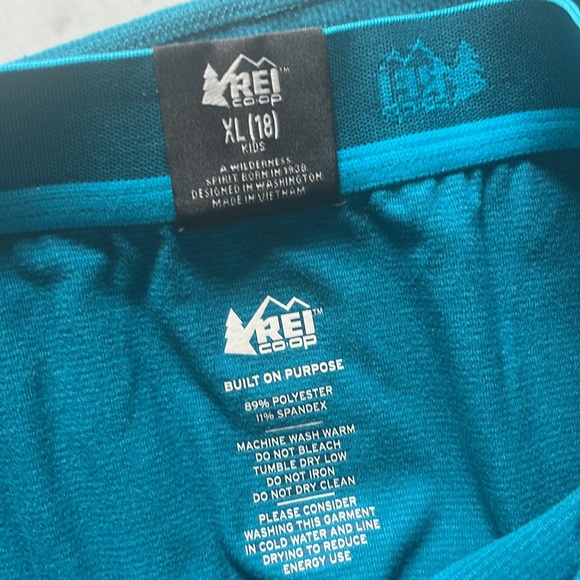 REI™
CO·OP
XL (18)
KIDS
A WILDERNESS
SPIRIT BORN IN 1938
DESIGNED IN WASHINGTON
MADE IN VIETNAM
REI™
CO·OP
BUILT ON PURPOSE
89% POLYESTER
11% SPANDEX
MACHINE WASH WARM
DO NOT BLEACH
TUMBLE DRY LOW
DO NOT IRON
DO NOT DRY CLEAN
PLEASE CONSIDER
WASHING THIS GARMENT
IN COLD WATER AND LINE
DRYING TO REDUCE
ENERGY USE